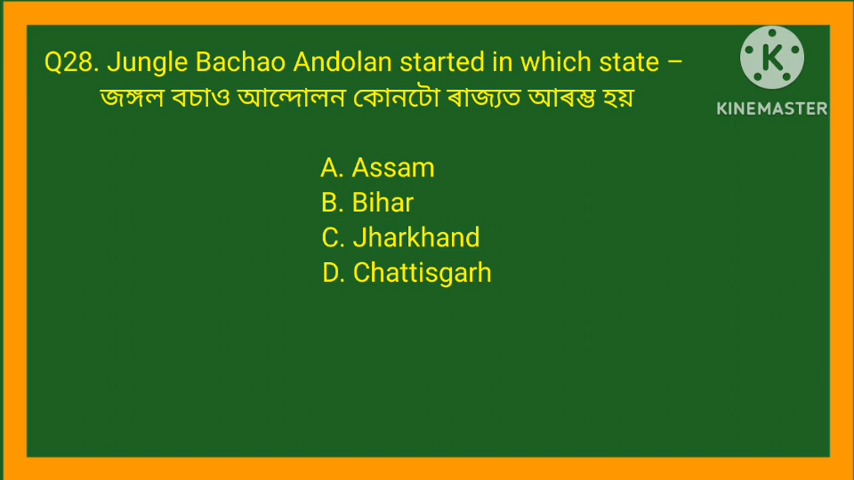 Q28. Jungle Bachao Andolan started in which state –
জঙ্গল বচাও আন্দোলন কোনটো ৰাজ্যত আৰম্ভ হয়
KINEMASTER
A. Assam
B. Bihar
C. Jharkhand
D. Chattisgarh